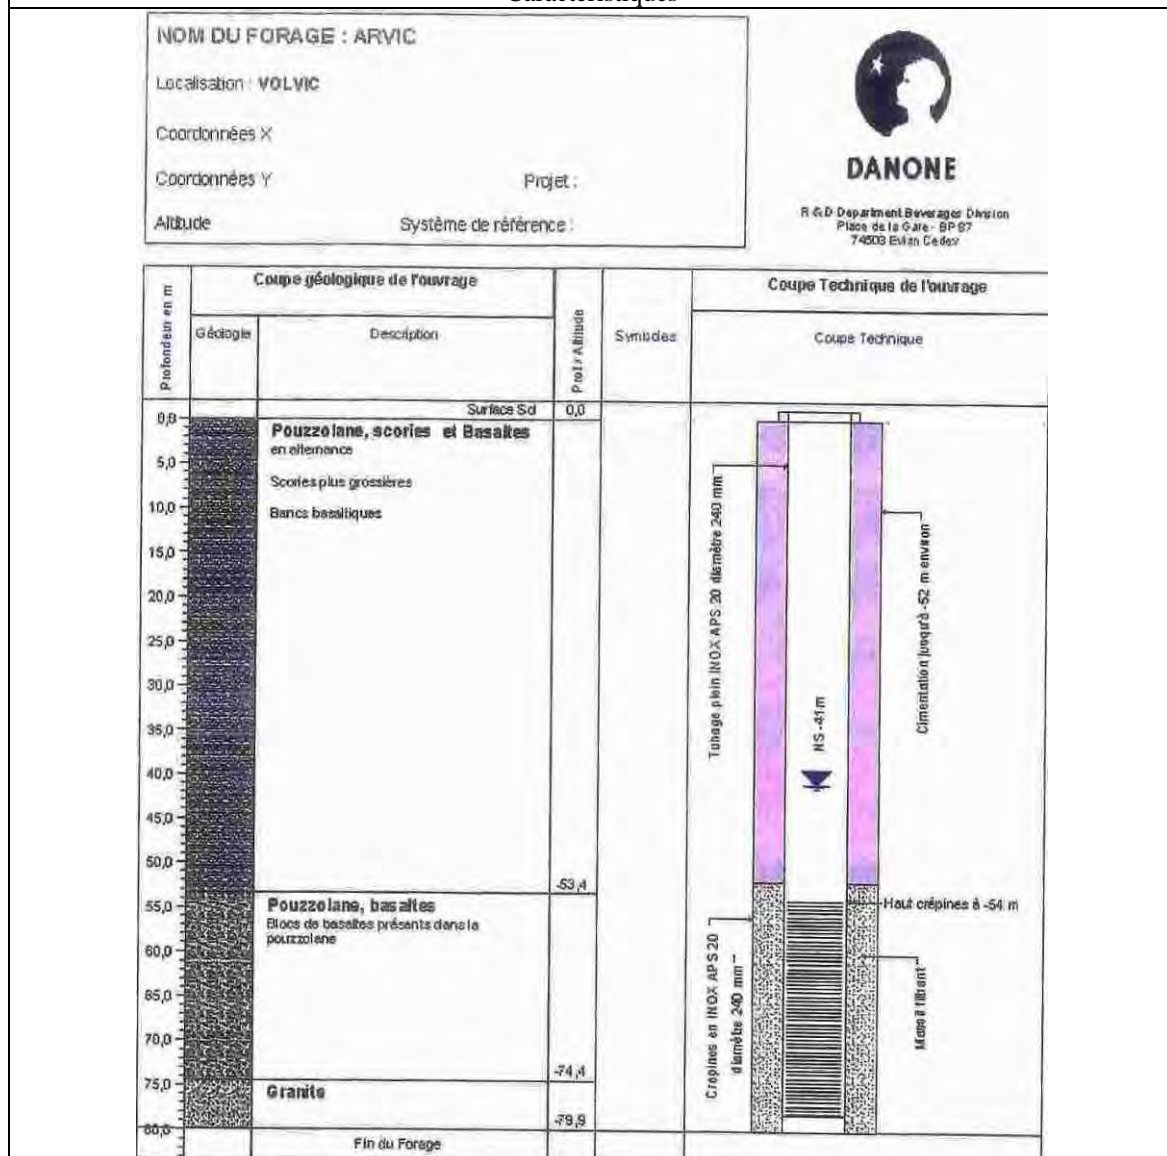 Caractéristiques
NOM DU FORAGE : ARVIC
Localisation : VOLVIC
Coordonnées X
Coordonnées Y
Projet :
Altitude
Système de référence :
DANONE
R & D Department Beverages Division
Place de la Gare - BP 87
74503 Evian Cedex
Profondeur en m
Coupe géologique de l'ouvrage
Géologie
Description
Prof / Altitude
Symboles
Coupe Technique de l'ouvrage
Coupe Technique
Surface Sol
0,0
0,0
5,0
10,0
15,0
20,0
25,0
30,0
35,0
40,0
45,0
50,0
55,0
60,0
65,0
70,0
75,0
80,0
Pouzzolane, scories et Basaltes
en alternance
Scories plus grossières
Bancs basaltiques
-53,4
Pouzzolane, basaltes
Blocs de basaltes présents dans la
pouzzolane
-74,4
Granite
-79,9
Fin du Forage
Tubage plein INOX APS 20 diamètre 240 mm
NS -41 m
Cimentation jusqu'à -52 m environ
Haut crépines à -54 m
Crepines en INOX APS 20
diamètre 240 mm
Massif filtrant